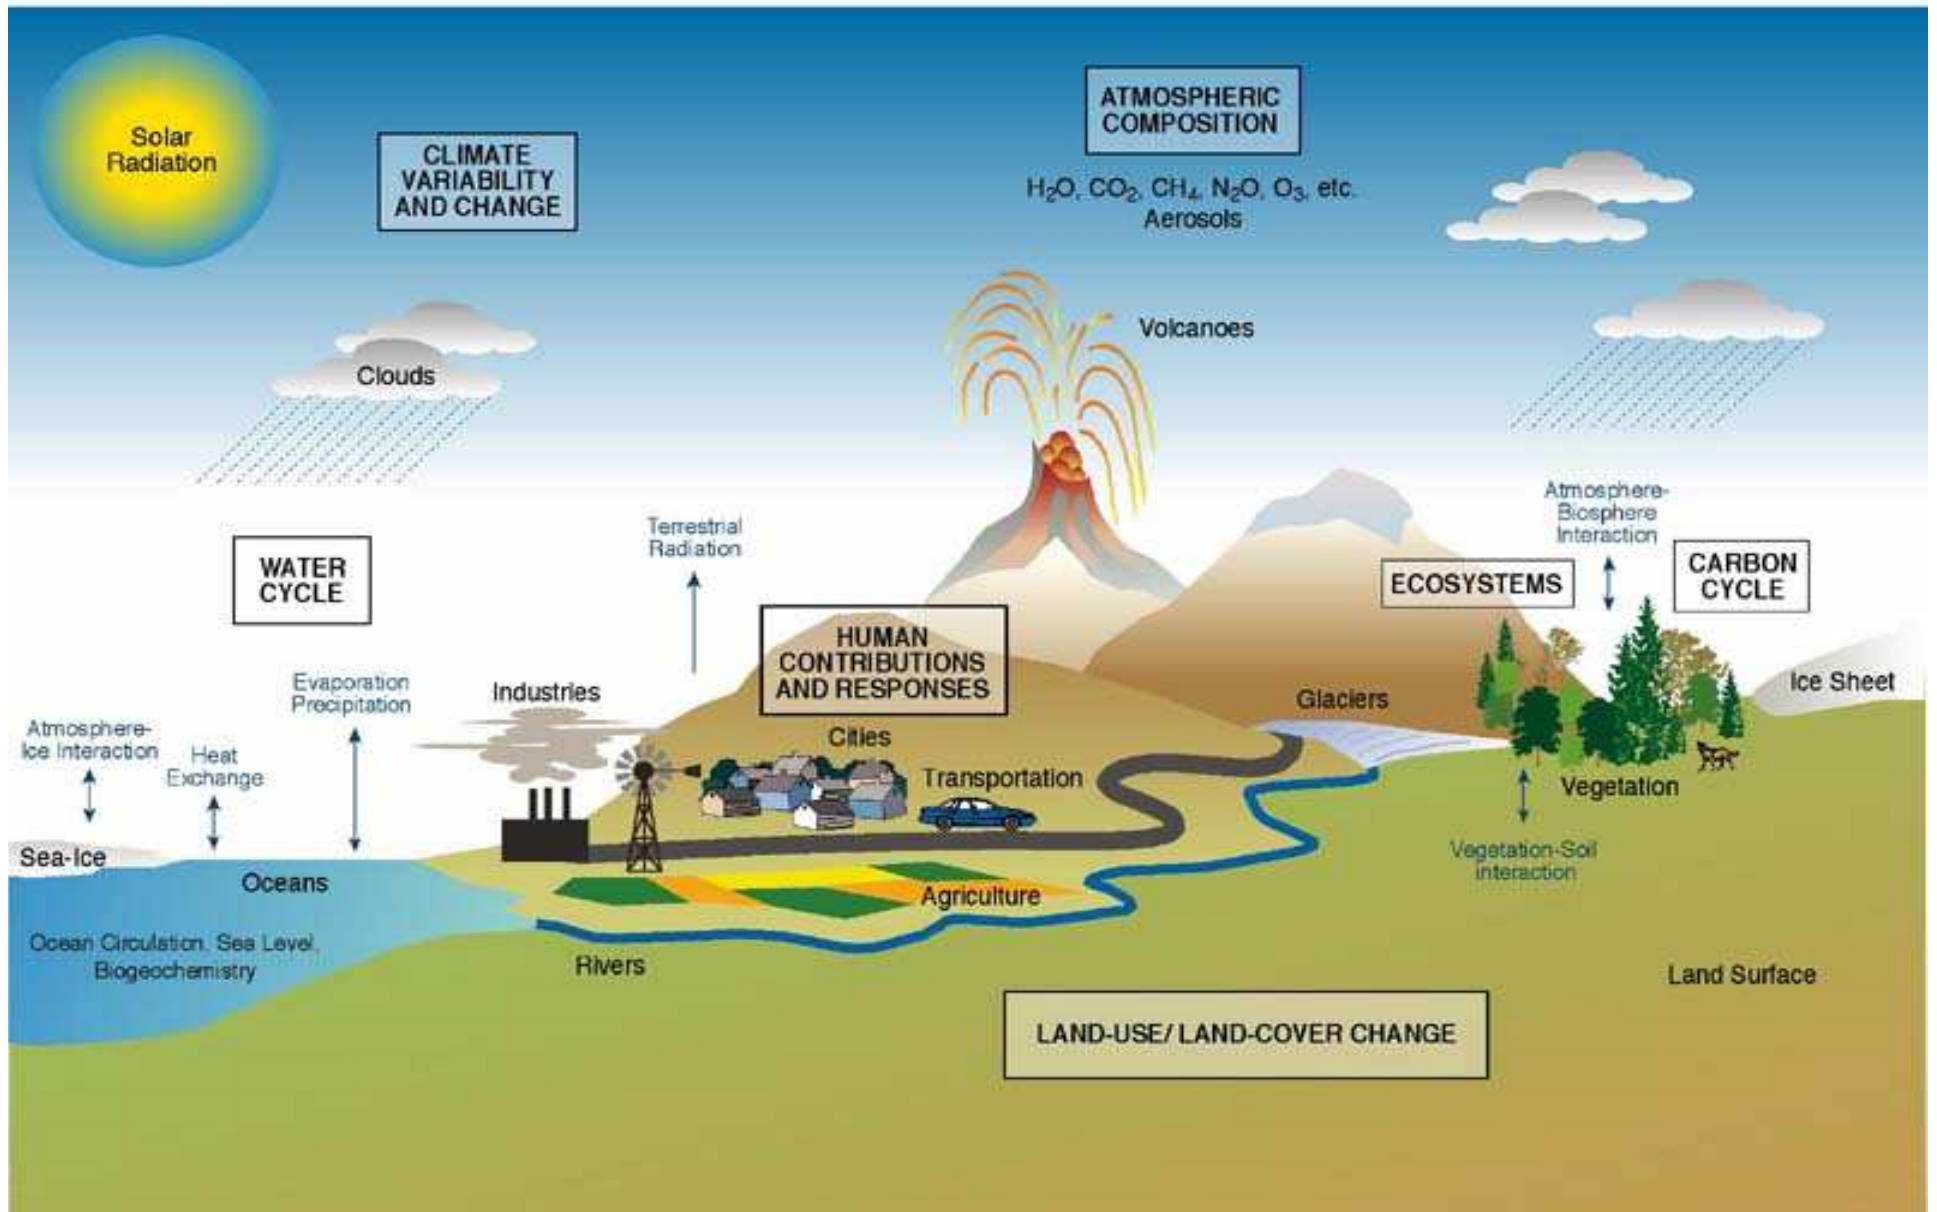 Solar
Radiation
CLIMATE
VARIABILITY
AND CHANGE
ATMOSPHERIC
COMPOSITION
H₂O, CO₂, CH₄, N₂O, O₃, etc.
Aerosols
Volcanoes
Clouds
WATER
CYCLE
Terrestrial
Radiation
Atmosphere-
Biosphere
Interaction
ECOSYSTEMS
CARBON
CYCLE
HUMAN
CONTRIBUTIONS
AND RESPONSES
Evaporation
Precipitation
Industries
Glaciers
Ice Sheet
Atmosphere-
Ice Interaction
Heat
Exchange
Cities
Transportation
Vegetation
Sea-Ice
Oceans
Agriculture
Vegetation-Soil
interaction
Ocean Circulation, Sea Level,
Biogeochemistry
Rivers
Land Surface
LAND-USE/ LAND-COVER CHANGE